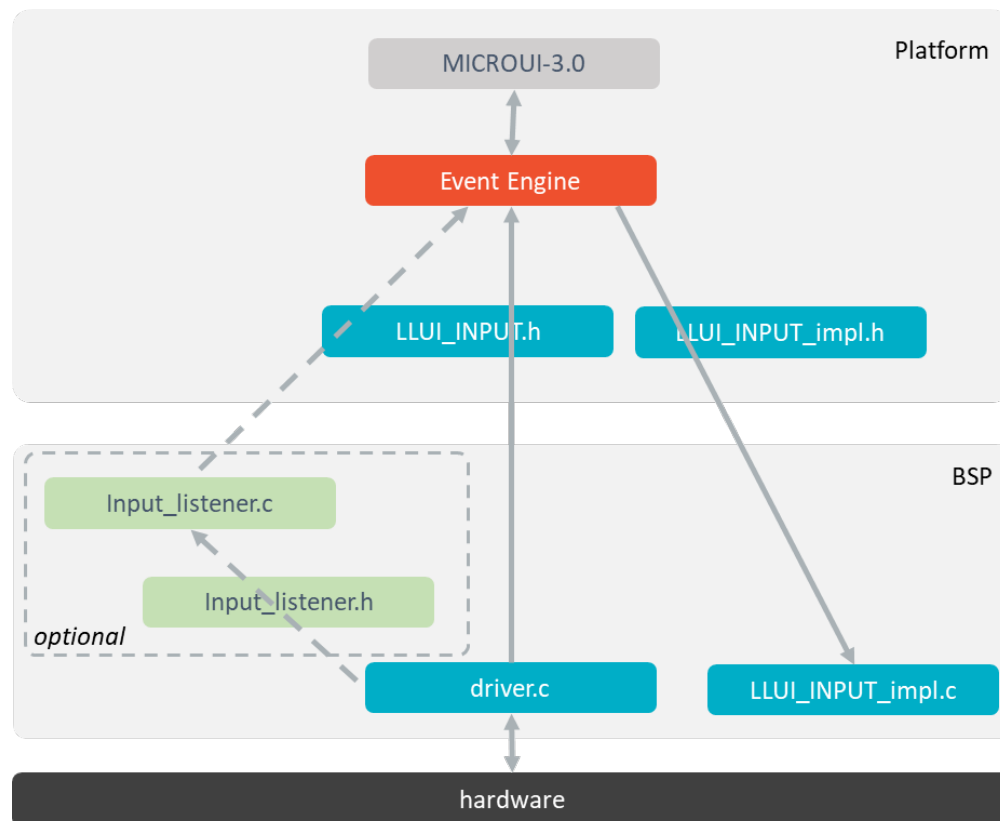 Platform
MICROUI-3.0
Event Engine
LLUI_INPUT.h
LLUI_INPUT_impl.h
BSP
Input_listener.c
Input_listener.h
optional
driver.c
LLUI_INPUT_impl.c
hardware